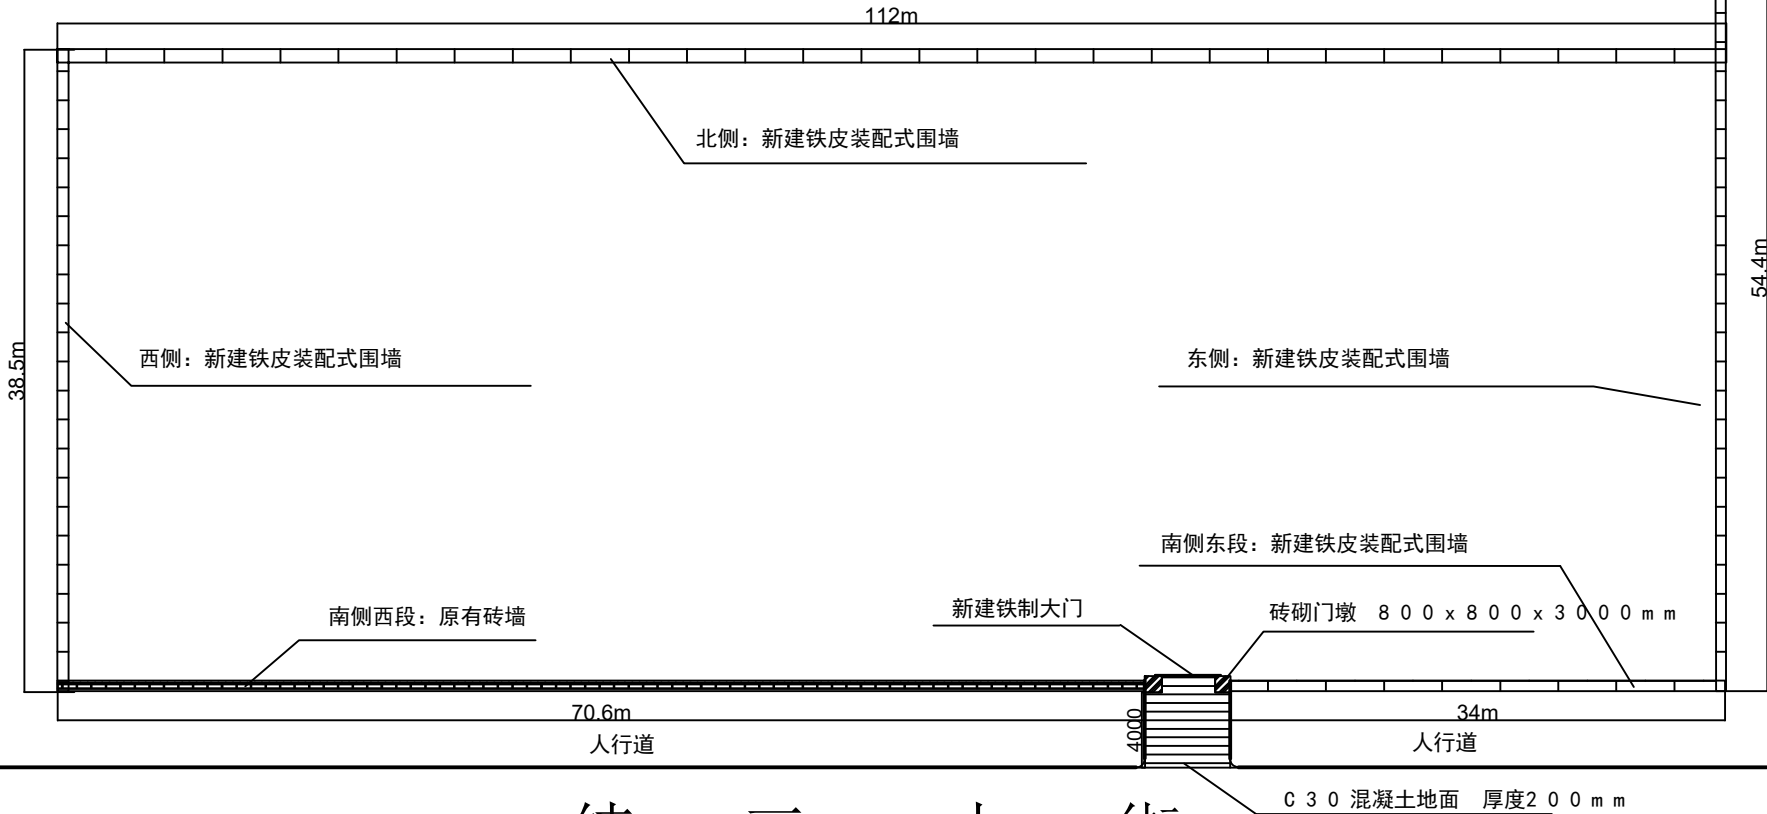 112m
北侧：新建铁皮装配式围墙
54.4m
38.5m
西侧：新建铁皮装配式围墙
东侧：新建铁皮装配式围墙
南侧东段：新建铁皮装配式围墙
南侧西段：原有砖墙
新建铁制大门
砖砌门墩 800x800x3000mm
70.6m
4000
34m
人行道
人行道
C30混凝土地面 厚度200mm